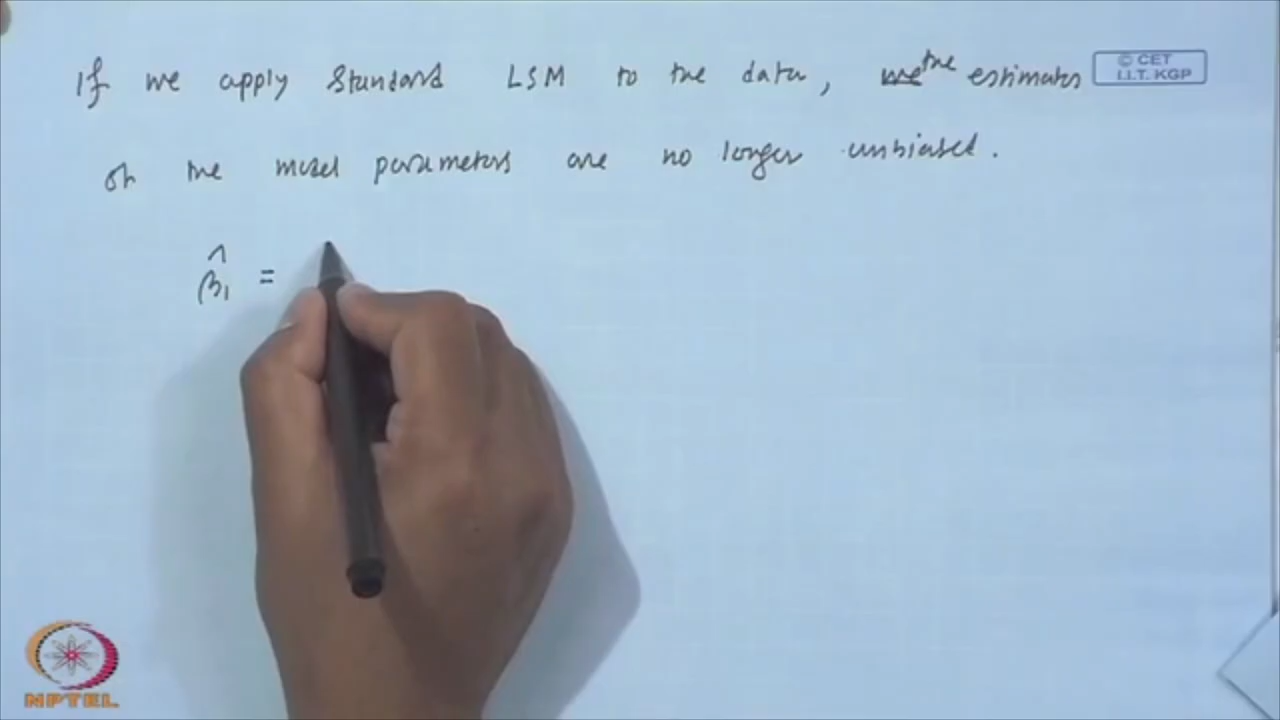 If we apply Standard LSM to the data, the estimates
of the model parameters are no longer unbiased.
β̂₁ =
© CET
I.I.T. KGP
NPTEL